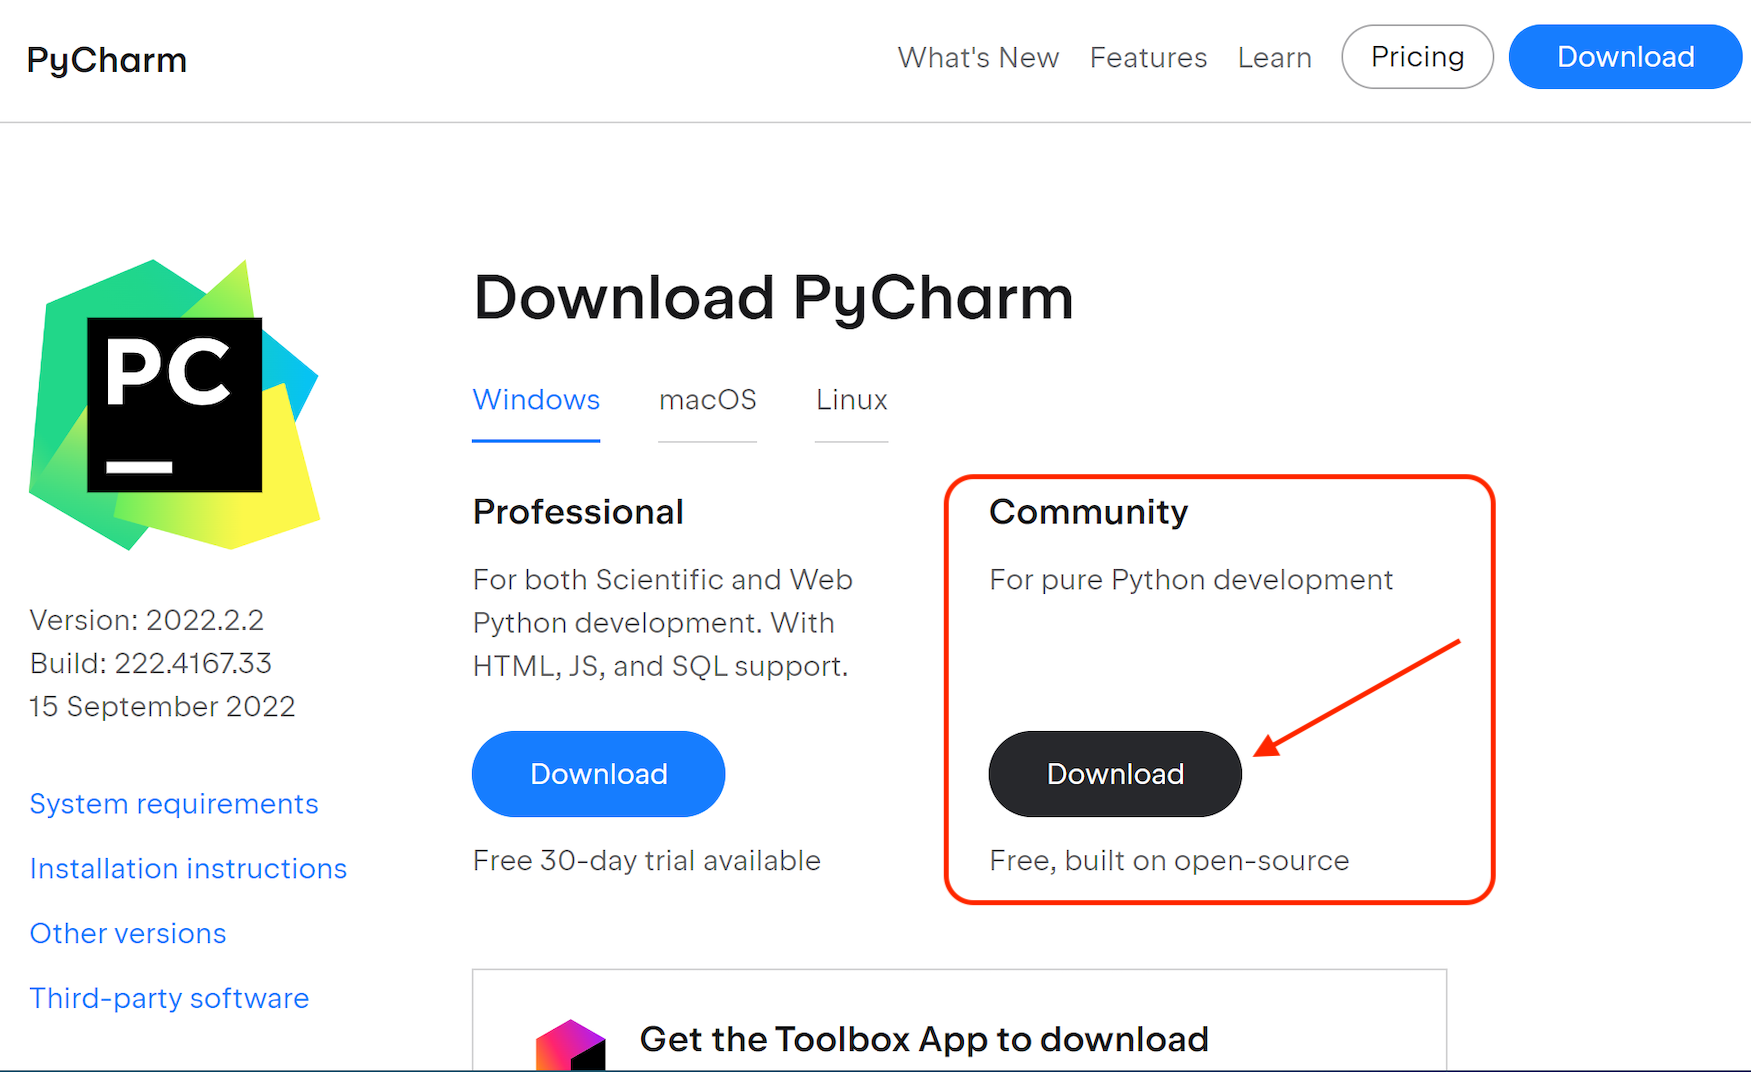 PyCharm
What's New Features Learn Pricing Download
PC
Version: 2022.2.2
Build: 222.4167.33
15 September 2022
System requirements
Installation instructions
Other versions
Third-party software
Download PyCharm
Windows macOS Linux
Professional
For both Scientific and Web
Python development. With
HTML, JS, and SQL support.
Download
Free 30-day trial available
Community
For pure Python development
Download
Free, built on open-source
Get the Toolbox App to download